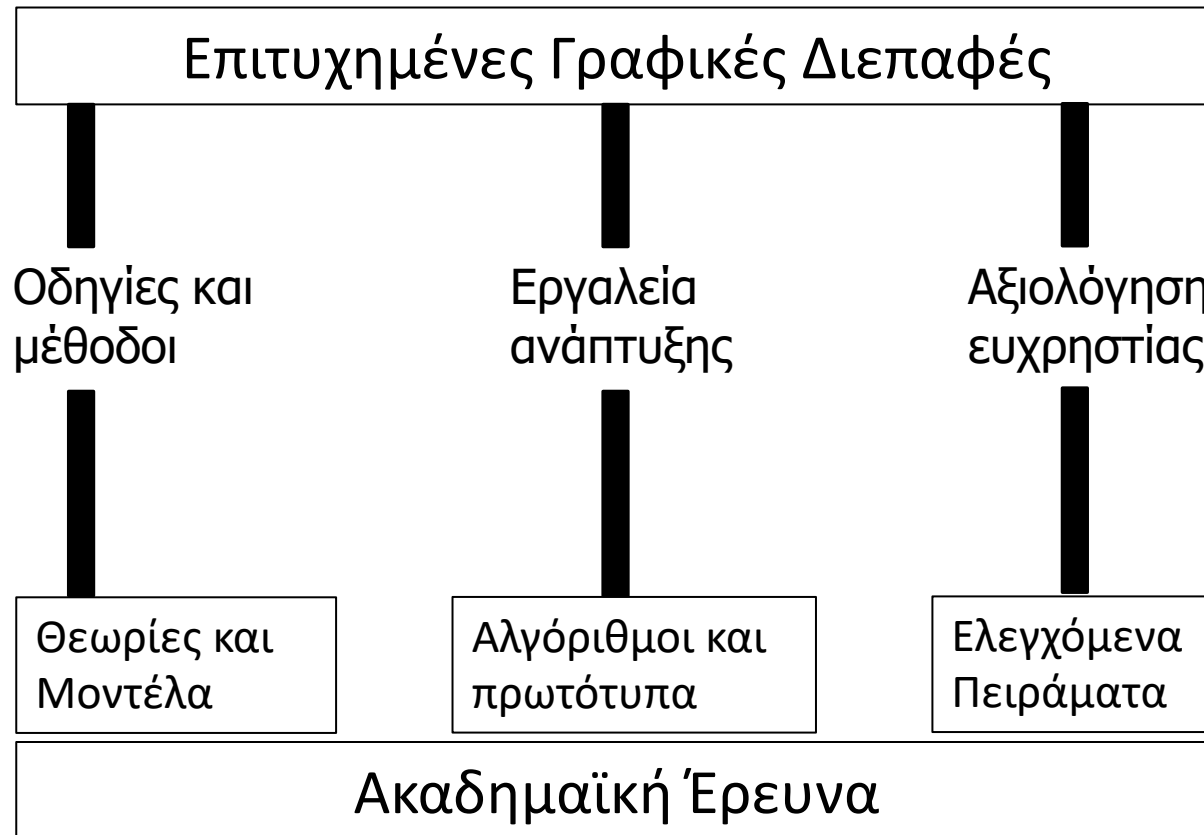 Επιτυχημένες Γραφικές Διεπαφές
Οδηγίες και
μέθοδοι
Εργαλεία
ανάπτυξης
Αξιολόγηση
ευχρηστίας
Θεωρίες και
Μοντέλα
Αλγόριθμοι και
πρωτότυπα
Ελεγχόμενα
Πειράματα
Ακαδημαϊκή Έρευνα